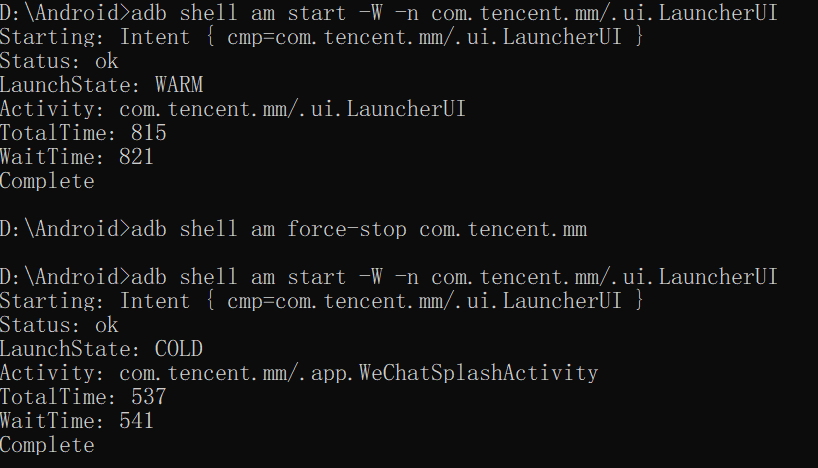 D:\Android>adb shell am start -W -n com.tencent.mm/.ui.LauncherUI
Starting: Intent { cmp=com.tencent.mm/.ui.LauncherUI }
Status: ok
LaunchState: WARM
Activity: com.tencent.mm/.ui.LauncherUI
TotalTime: 815
WaitTime: 821
Complete
D:\Android>adb shell am force-stop com.tencent.mm
D:\Android>adb shell am start -W -n com.tencent.mm/.ui.LauncherUI
Starting: Intent { cmp=com.tencent.mm/.ui.LauncherUI }
Status: ok
LaunchState: COLD
Activity: com.tencent.mm/.app.WeChatSplashActivity
TotalTime: 537
WaitTime: 541
Complete